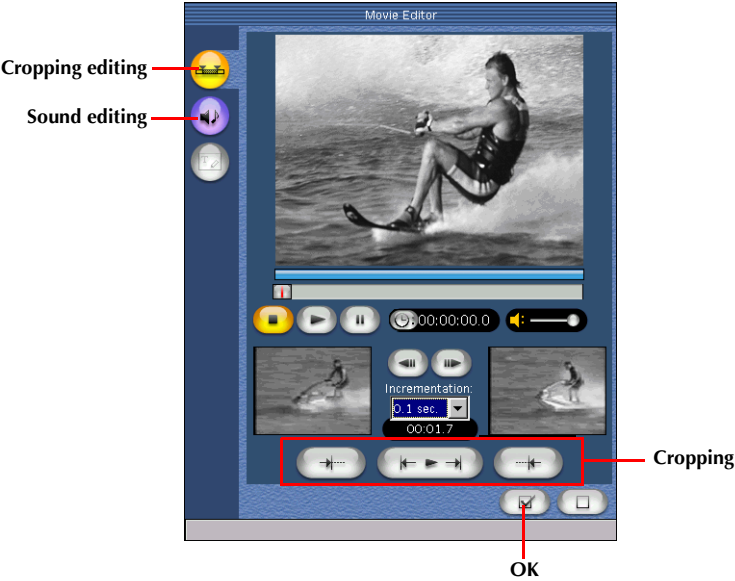 Movie Editor
Cropping editing
Sound editing
:00:00:00.0
Incrementation:
0.1 sec.
00:01.7
Cropping
OK